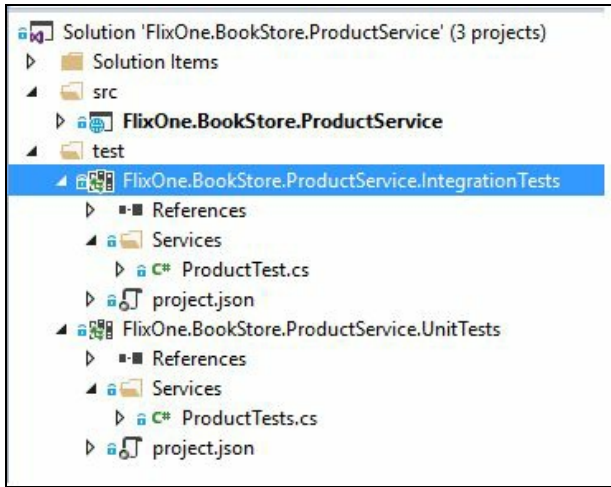 Solution 'FlixOne.BookStore.ProductService' (3 projects)
Solution Items
src
FlixOne.BookStore.ProductService
test
FlixOne.BookStore.ProductService.IntegrationTests
References
Services
C# ProductTest.cs
project.json
FlixOne.BookStore.ProductService.UnitTests
References
Services
C# ProductTests.cs
project.json